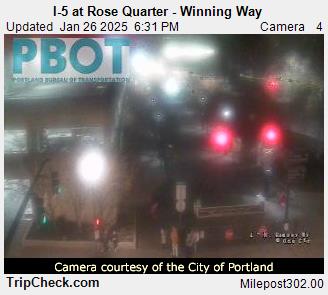 I-5 at Rose Quarter - Winning Way
Updated Jan 26 2025 6:31 PM Camera 4
PBOT
PORTLAND BUREAU OF TRANSPORTATION
Camera courtesy of the City of Portland
TripCheck.com Milepost302.00